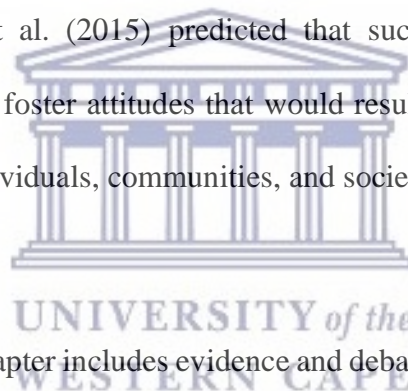 t al. (2015) predicted that suc
foster attitudes that would resu
viduals, communities, and socie
UNIVERSITY of the
apter includes evidence and deba
WESTERN CAPE